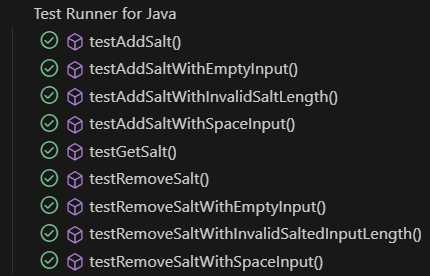 Test Runner for Java
testAddSalt()
testAddSaltWithEmptyInput()
testAddSaltWithInvalidSaltLength()
testAddSaltWithSpaceInput()
testGetSalt()
testRemoveSalt()
testRemoveSaltWithEmptyInput()
testRemoveSaltWithInvalidSaltedInputLength()
testRemoveSaltWithSpaceInput()